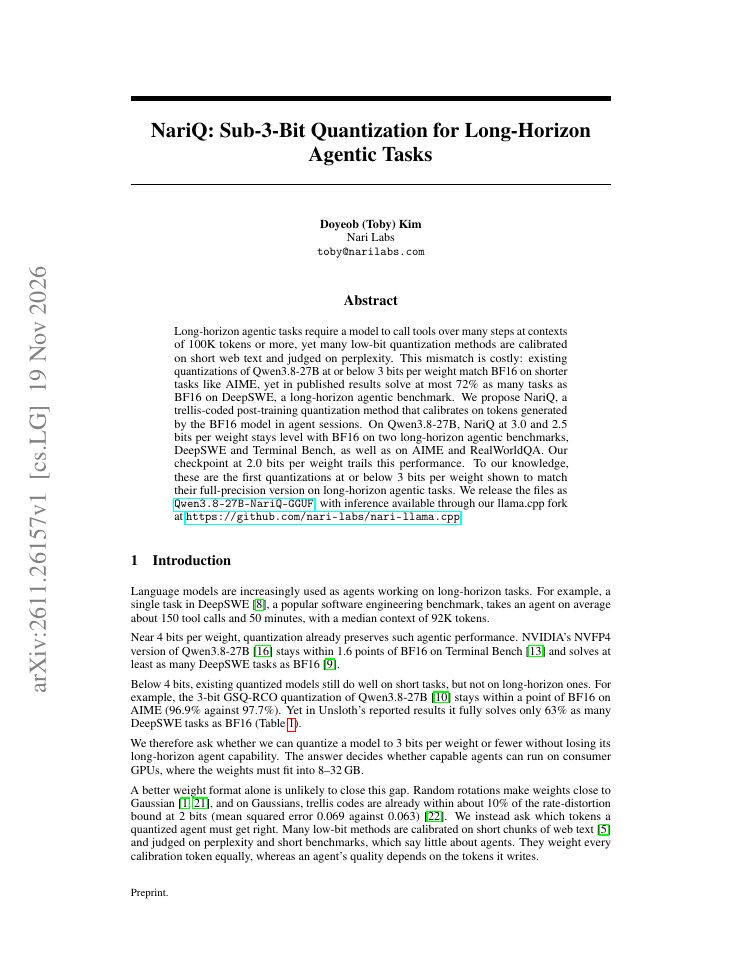 NariQ: Sub-3-Bit Quantization for Long-Horizon
Agentic Tasks
Doyeob (Toby) Kim
Nari Labs
toby@narilabs.com
Abstract
Long-horizon agentic tasks require a model to call tools over many steps at contexts
of 100K tokens or more, yet many low-bit quantization methods are calibrated
on short web text and judged on perplexity. This mismatch is costly: existing
quantizations of Qwen3.8-27B at or below 3 bits per weight match BF16 on shorter
tasks like AIME, yet in published results solve at most 72% as many tasks as
BF16 on DeepSWE, a long-horizon agentic benchmark. We propose NariQ, a
trellis-coded post-training quantization method that calibrates on tokens generated
by the BF16 model in agent sessions. On Qwen3.8-27B, NariQ at 3.0 and 2.5
bits per weight stays level with BF16 on two long-horizon agentic benchmarks,
DeepSWE and Terminal Bench, as well as on AIME and RealWorldQA. Our
checkpoint at 2.0 bits per weight trails this performance. To our knowledge,
these are the first quantizations at or below 3 bits per weight shown to match
their full-precision version on long-horizon agentic tasks. We release the files as
Qwen3.8-27B-NariQ-GGUF, with inference available through our llama.cpp fork
at https://github.com/nari-labs/nari-llama.cpp
1 Introduction
Language models are increasingly used as agents working on long-horizon tasks. For example, a
single task in DeepSWE [8], a popular software engineering benchmark, takes an agent on average
about 150 tool calls and 50 minutes, with a median context of 92K tokens.
Near 4 bits per weight, quantization already preserves such agentic performance. NVIDIA's NVFP4
version of Qwen3.8-27B [16] stays within 1.6 points of BF16 on Terminal Bench [13] and solves at
least as many DeepSWE tasks as BF16 [9].
Below 4 bits, existing quantized models still do well on short tasks, but not on long-horizon ones. For
example, the 3-bit GSQ-RCO quantization of Qwen3.8-27B [10] stays within a point of BF16 on
AIME (96.9% against 97.7%). Yet in Unsloth's reported results it fully solves only 63% as many
DeepSWE tasks as BF16 (Table 1).
We therefore ask whether we can quantize a model to 3 bits per weight or fewer without losing its
long-horizon agent capability. The answer decides whether capable agents can run on consumer
GPUs, where the weights must fit into 8–32 GB.
A better weight format alone is unlikely to close this gap. Random rotations make weights close to
Gaussian [1, 21], and on Gaussians, trellis codes are already within about 10% of the rate-distortion
bound at 2 bits (mean squared error 0.069 against 0.063) [22]. We instead ask which tokens a
quantized agent must get right. Many low-bit methods are calibrated on short chunks of web text [5]
and judged on perplexity and short benchmarks, which say little about agents. They weight every
calibration token equally, whereas an agent's quality depends on the tokens it writes.
Preprint.
arXiv:2611.26157v1 [cs.LG] 19 Nov 2026